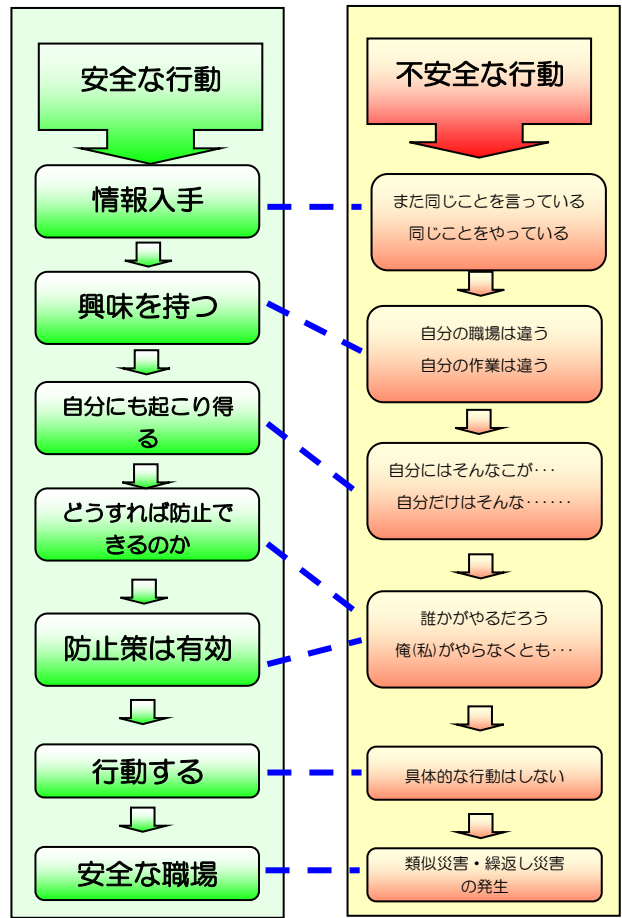 安全な行動
情報入手
興味を持つ
自分にも起こり得
る
どうすれば防止で
きるのか
防止策は有効
行動する
安全な職場
不安全な行動
また同じことを言っている
同じことをやっている
自分の職場は違う
自分の作業は違う
自分にはそんなこが･･･
自分だけはそんな･･････
誰かがやるだろう
俺(私)がやらなくとも･･･
具体的な行動はしない
類似災害・繰返し災害
の発生